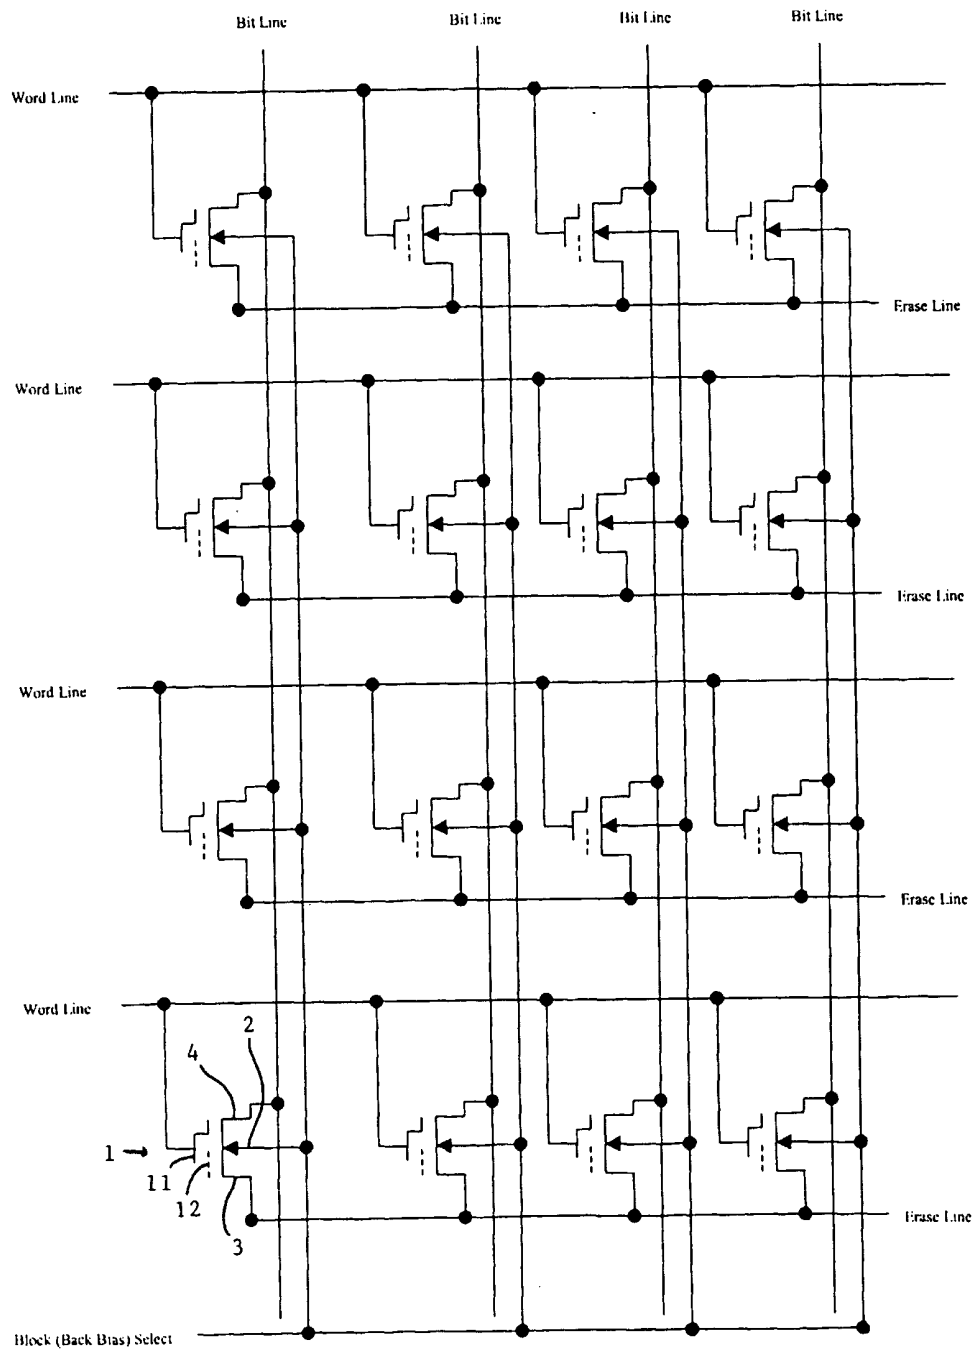 Bit Line Bit Line Bit Line Bit Line
Word Line
Erase Line
Word Line
Erase Line
Word Line
Erase Line
Word Line
2
4
1
11
12
3
Erase Line
Block (Back Bias) Select